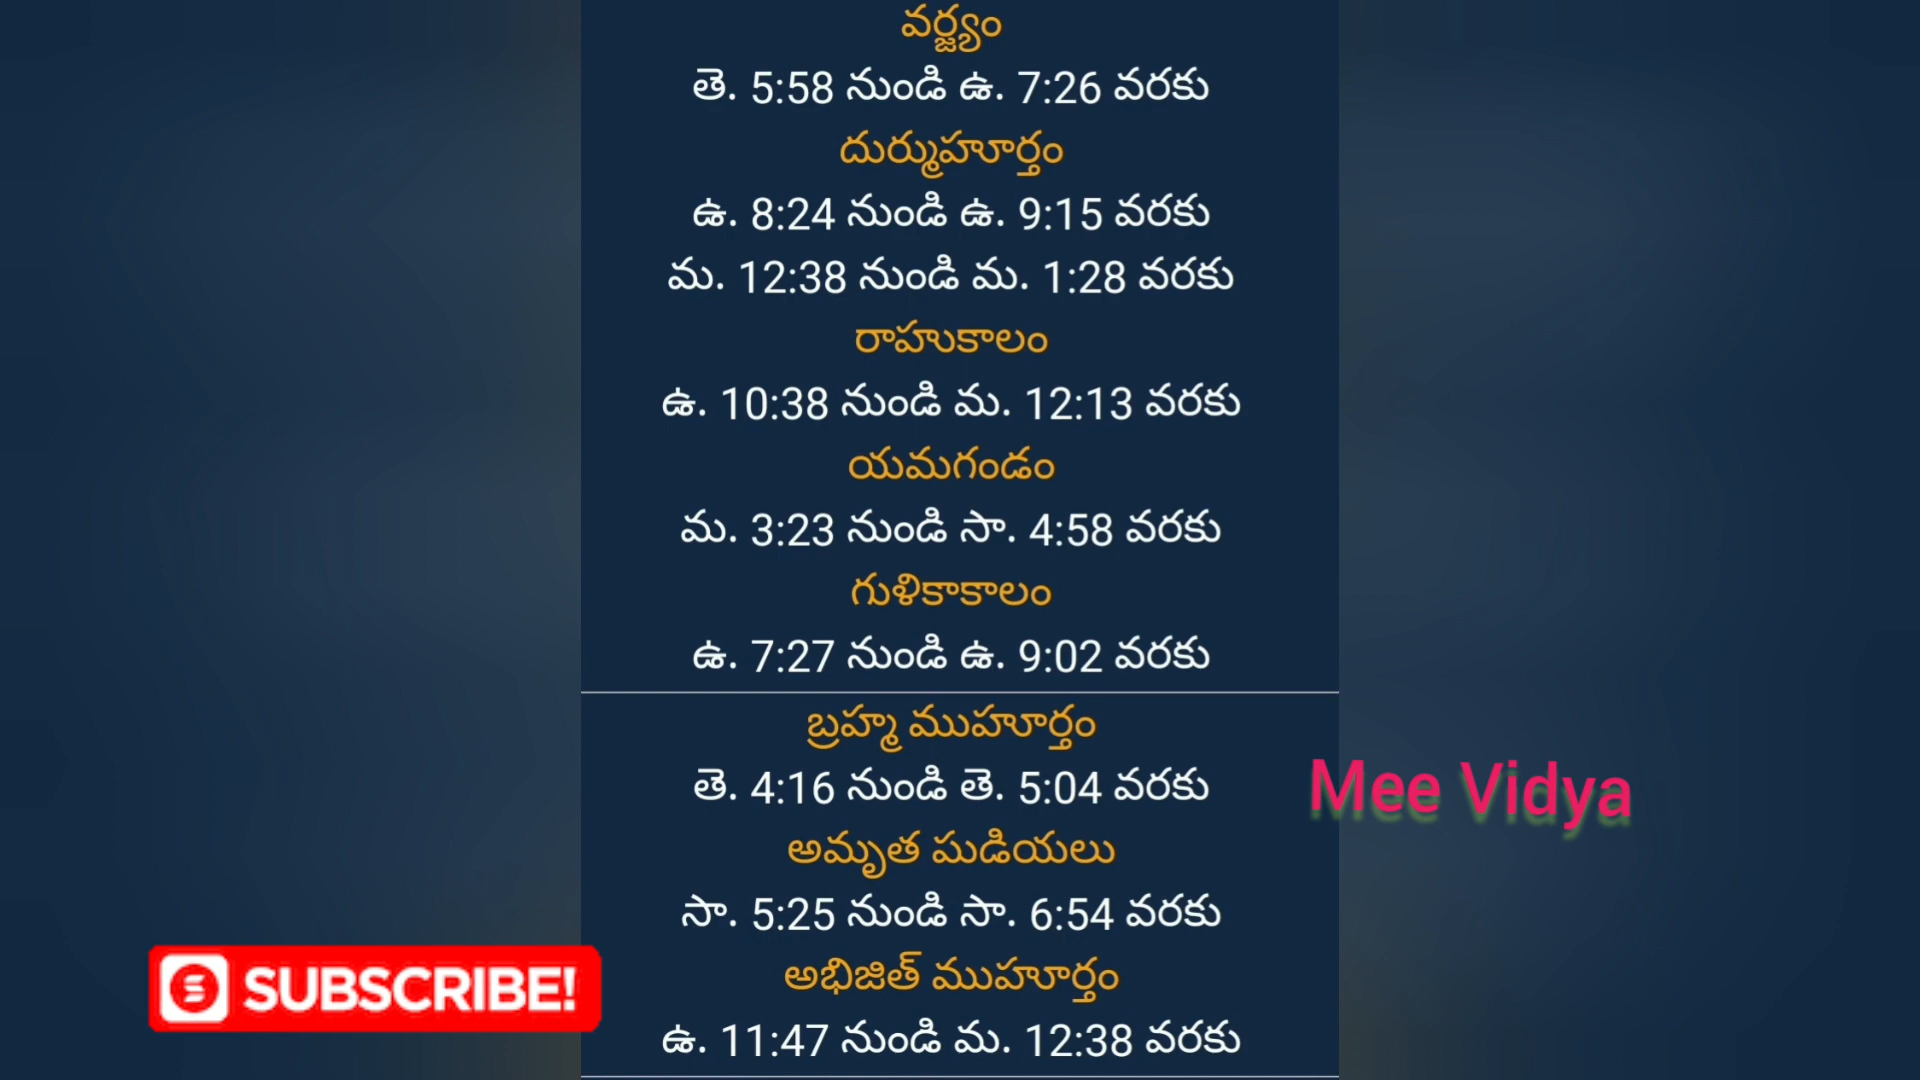 వర్జ్యం
తె. 5:58 నుండి ఉ. 7:26 వరకు
దుర్ముహూర్తం
ఉ. 8:24 నుండి ఉ. 9:15 వరకు
మ. 12:38 నుండి మ. 1:28 వరకు
రాహుకాలం
ఉ. 10:38 నుండి మ. 12:13 వరకు
యమగండం
మ. 3:23 నుండి సా. 4:58 వరకు
గుళికాకాలం
ఉ. 7:27 నుండి ఉ. 9:02 వరకు
బ్రహ్మ ముహూర్తం
తె. 4:16 నుండి తె. 5:04 వరకు
అమృత ఘడియలు
సా. 5:25 నుండి సా. 6:54 వరకు
అభిజిత్ ముహూర్తం
ఉ. 11:47 నుండి మ. 12:38 వరకు
Mee Vidya
SUBSCRIBE!